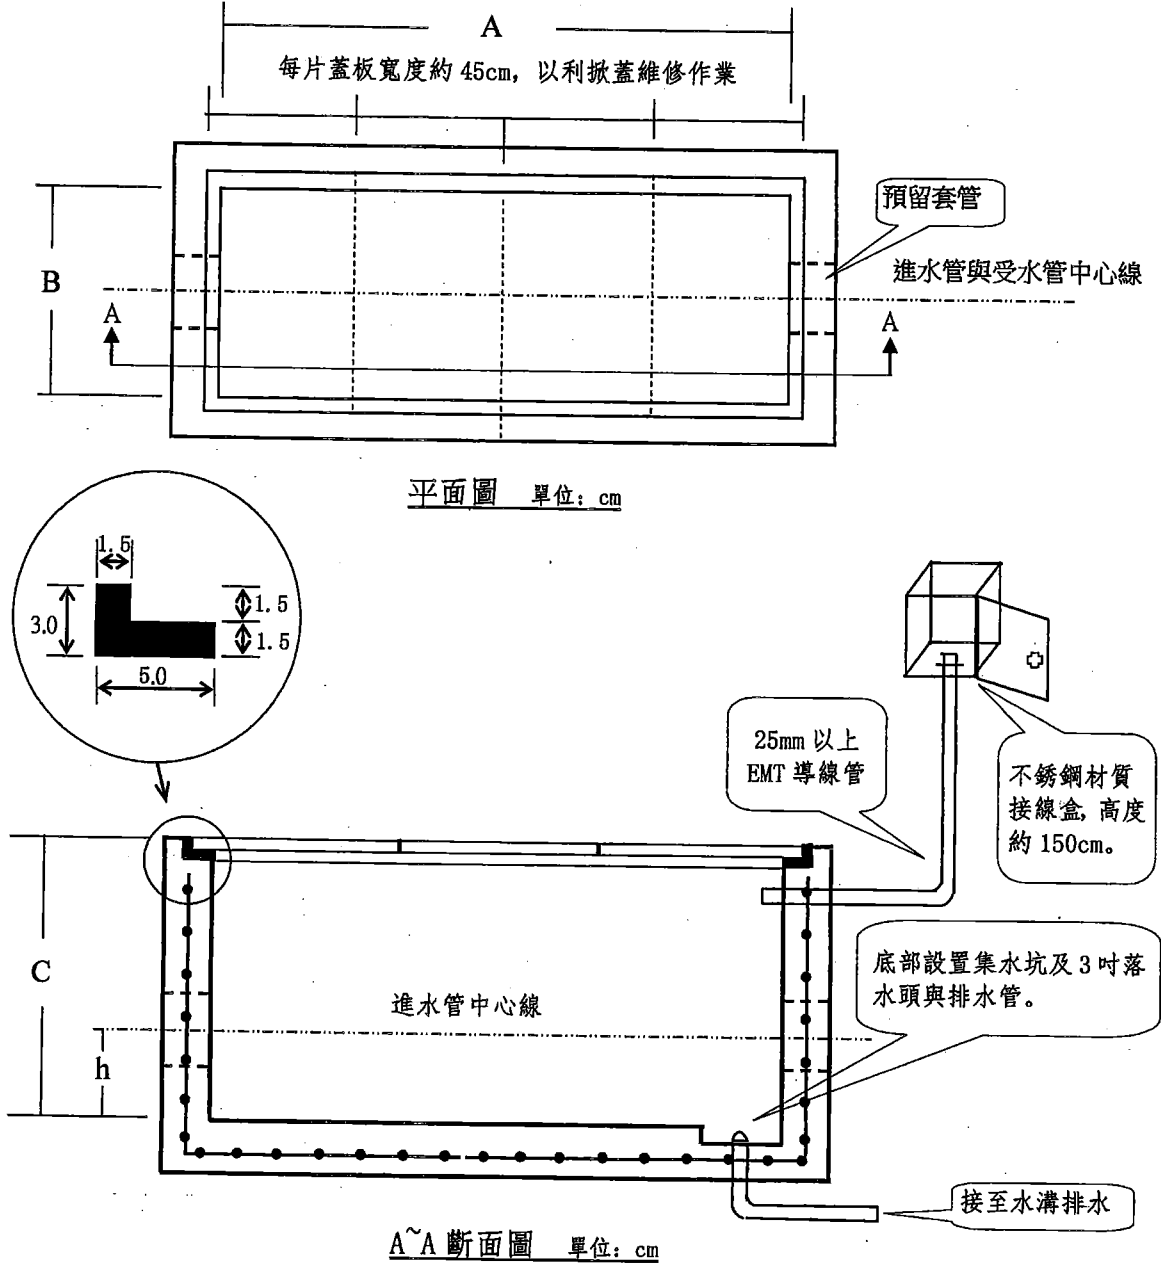 A
每片蓋板寬度約 45cm, 以利掀蓋維修作業
預留套管
進水管與受水管中心線
B
A
A
平面圖 單位: cm
1.5
3.0
1.5
1.5
5.0
25mm 以上
EMT 導線管
不銹鋼材質
接線盒, 高度
約 150cm。
C
底部設置集水坑及 3 吋落
水頭與排水管。
進水管中心線
h
接至水溝排水
A~A 斷面圖 單位: cm